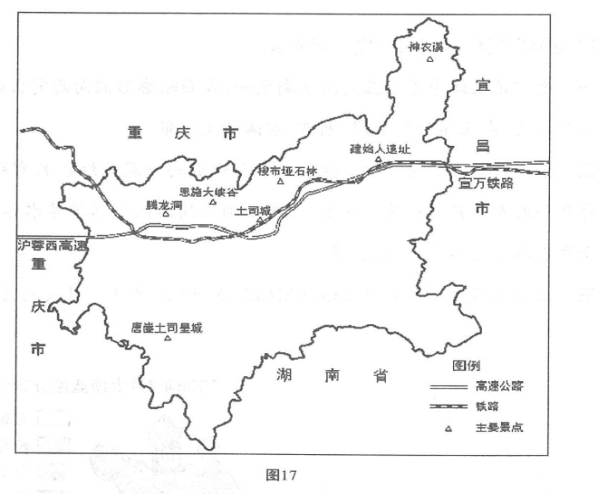 神农溪
宜昌市
重庆市
建始人遗址
梭布垭石林
宜万铁路
恩施大峡谷
腾龙洞
土司城
沪蓉西高速
重庆市
唐崖土司皇城
湖南省
图例
高速公路
铁路
主要景点
图17